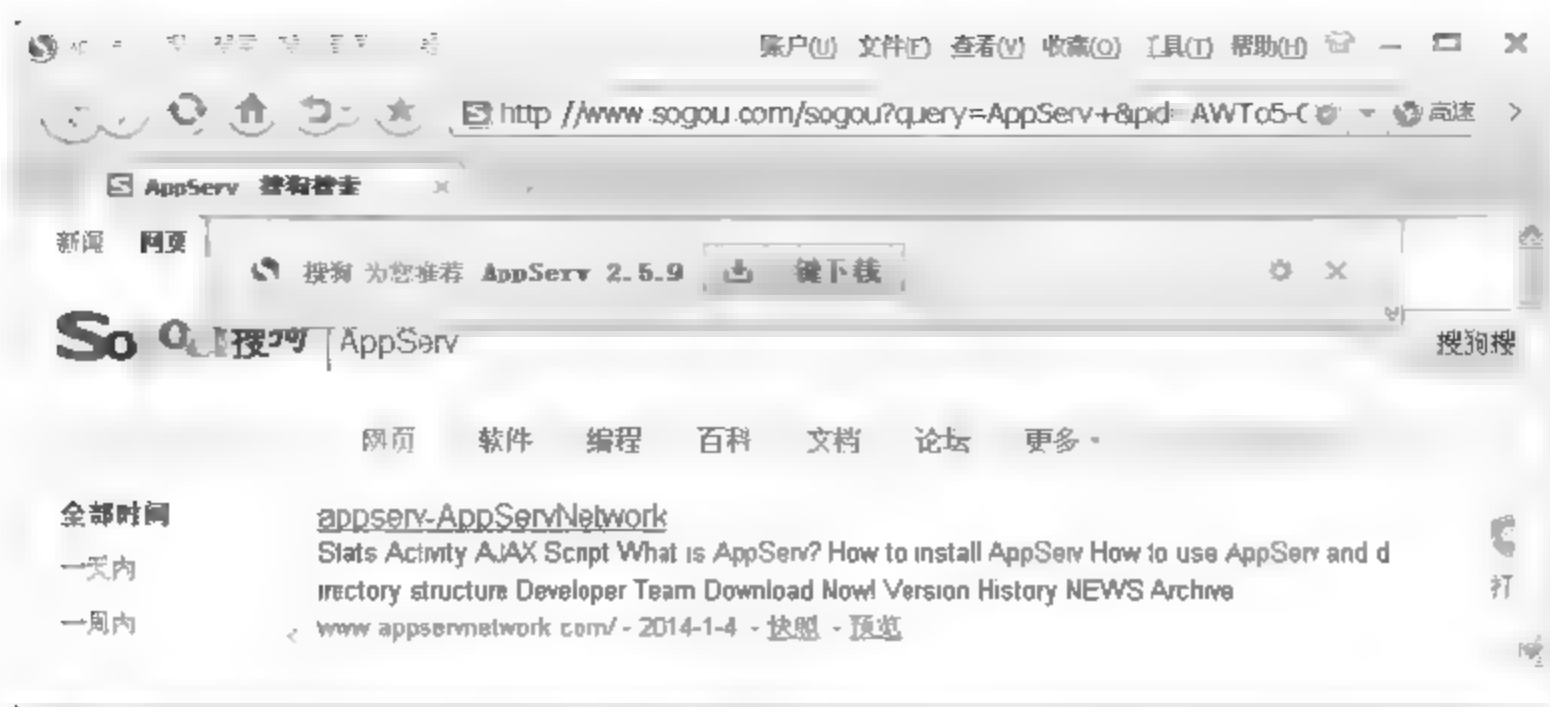 账户(U) 文件(F) 查看(V) 收藏(O) 工具(T) 帮助(H)
http //www.sogou.com/sogou?query=AppServ+&pid= AWTo5- 高速
AppServ 搜狗搜索
新闻 网页
搜狗 为您推荐 AppServ 2.5.9 键下载
搜狗 AppServ 搜狗搜
网页 软件 编程 百科 文档 论坛 更多
全部时间
一天内
一周内
appserv-AppServNetwork
Stats Activity AJAX Script What is AppServ? How to install AppServ How to use AppServ and d
irectory structure Developer Team Download Now! Version History NEWS Archive
www appservnetwork com/ - 2014-1-4 - 快照 - 预览
打